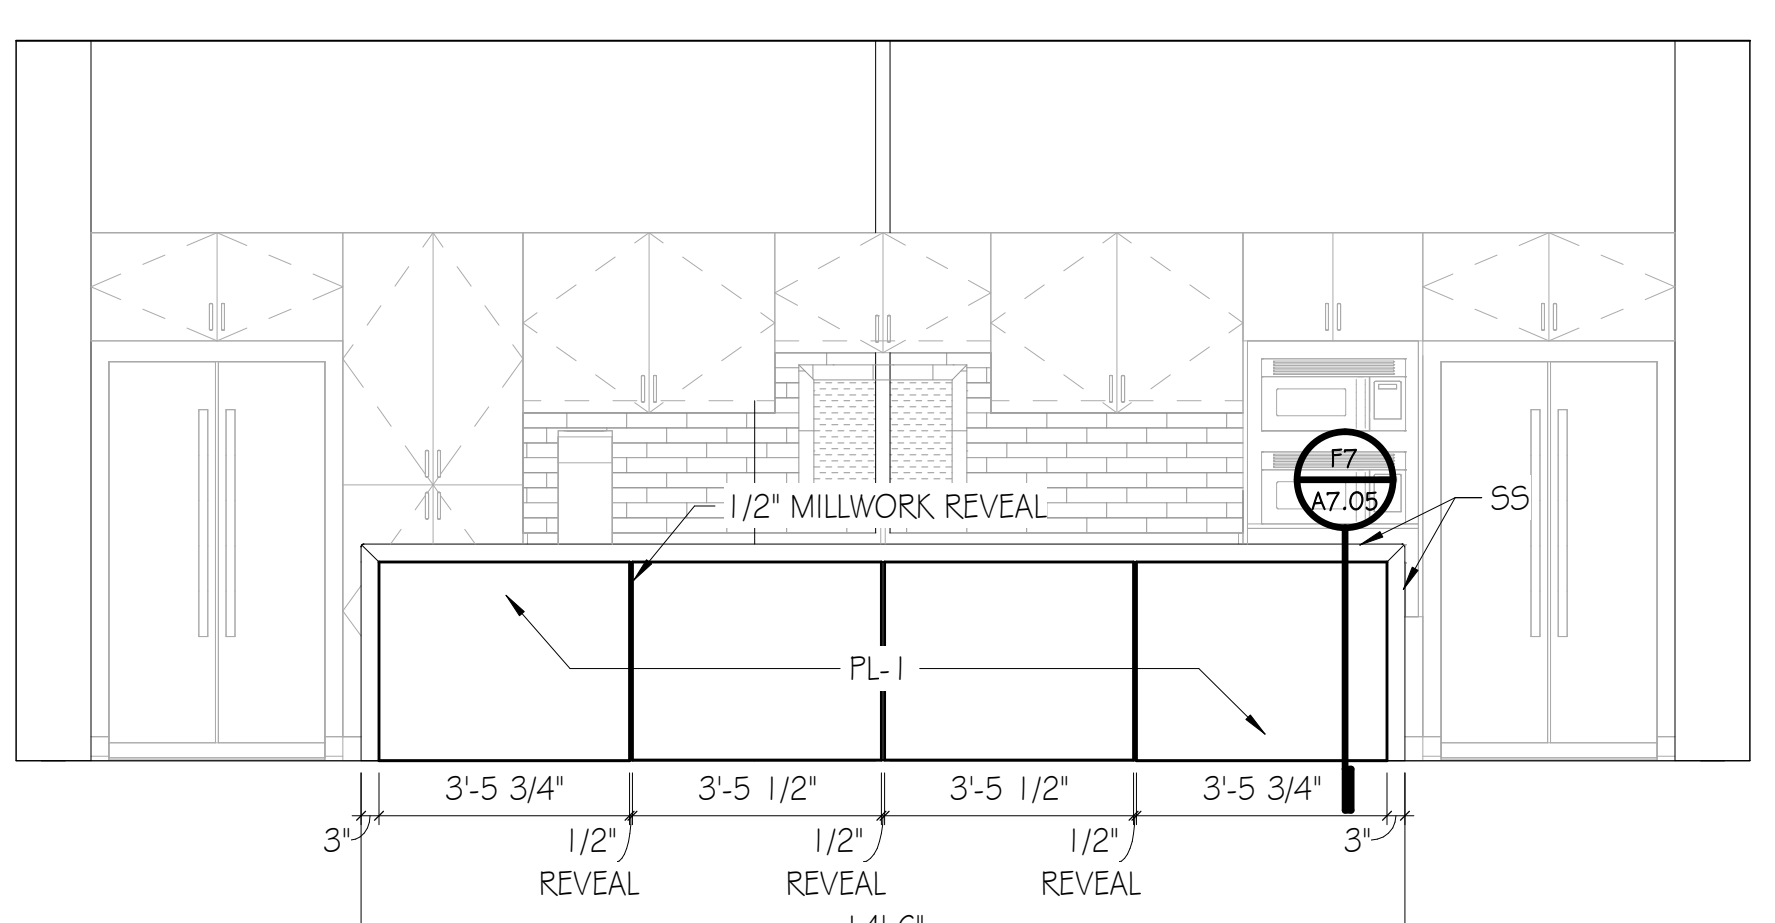 F7
A7.05
1/2" MILLWORK REVEAL
SS
PL-1
3'-5 3/4"
3'-5 1/2"
3'-5 1/2"
3'-5 3/4"
3"
1/2"
REVEAL
1/2"
REVEAL
1/2"
REVEAL
3"